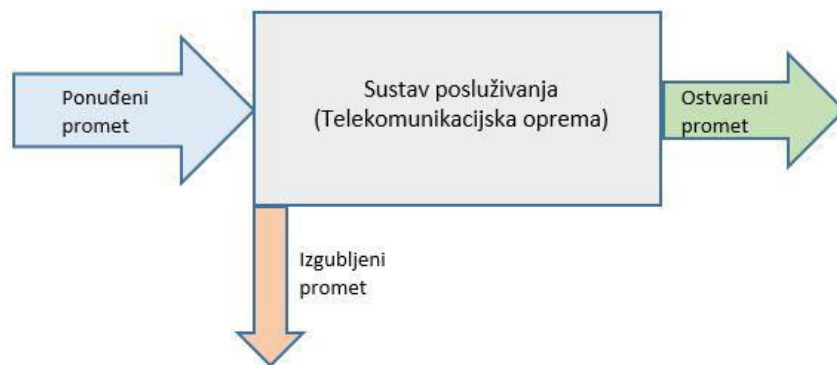 Ponuđeni
promet
Sustav posluživanja
(Telekomunikacijska oprema)
Ostvareni
promet
Izgubljeni
promet